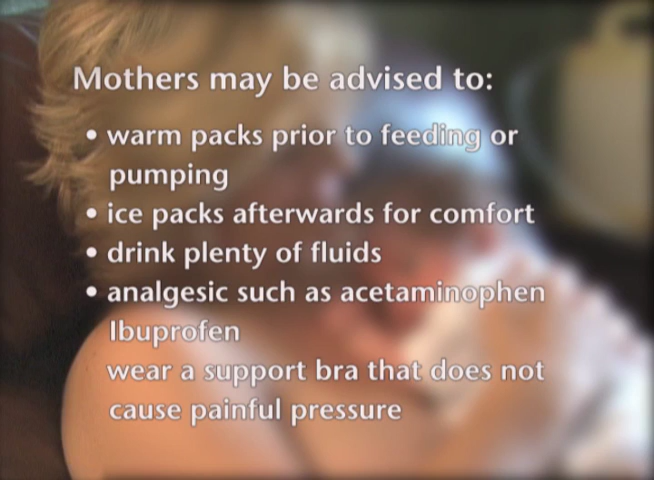 Mothers may be advised to:
• warm packs prior to feeding or
pumping
• ice packs afterwards for comfort
• drink plenty of fluids
• analgesic such as acetaminophen
Ibuprofen
wear a support bra that does not
cause painful pressure